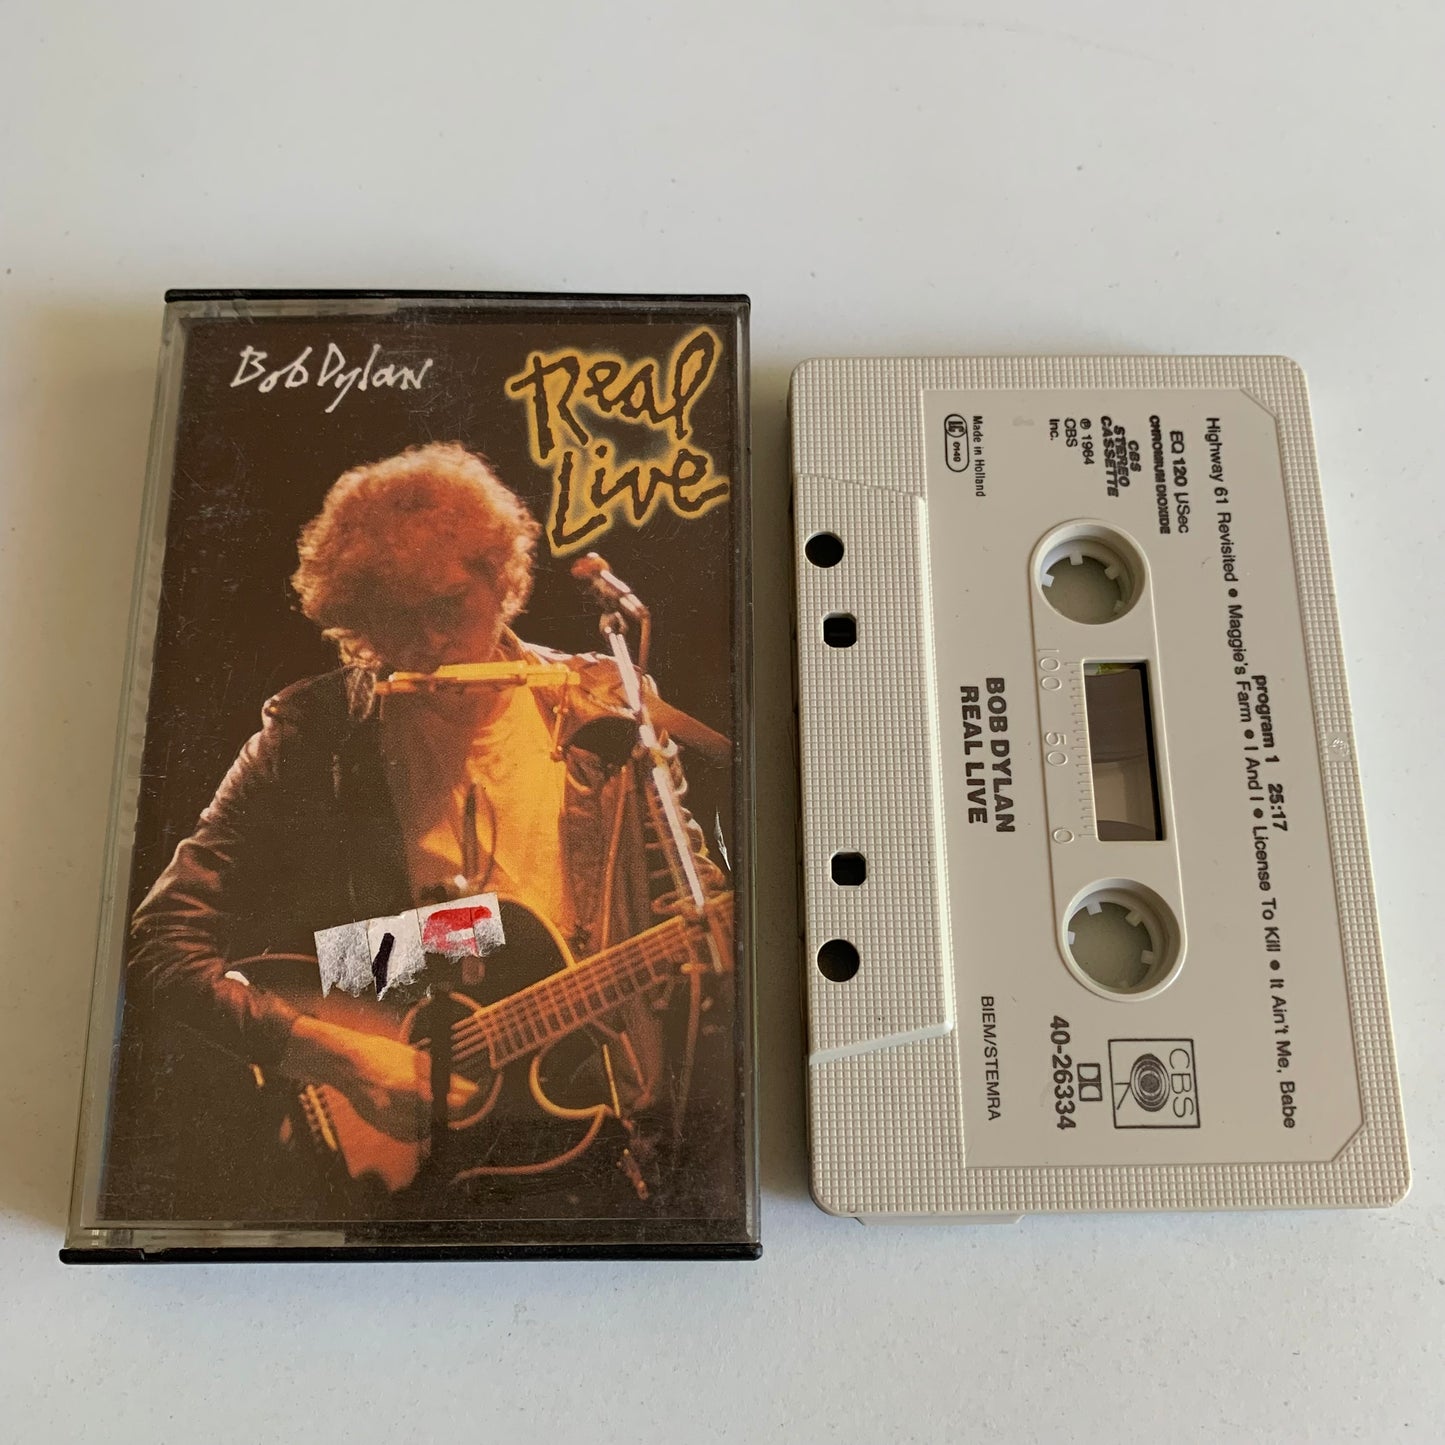 Bob Dylan
Real
Live
program 1 25:17
Highway 61 Revisited • Maggie's Farm • I And I • License To Kill • It Ain't Me, Babe
EQ 120 µSec
CHROMIUM DIOXIDE
CBS
STEREO
CASSETTE
℗ 1984
CBS
Inc.
Made in Holland
100 50 0
BOB DYLAN
REAL LIVE
CBS
40-26334
BIEM/STEMRA